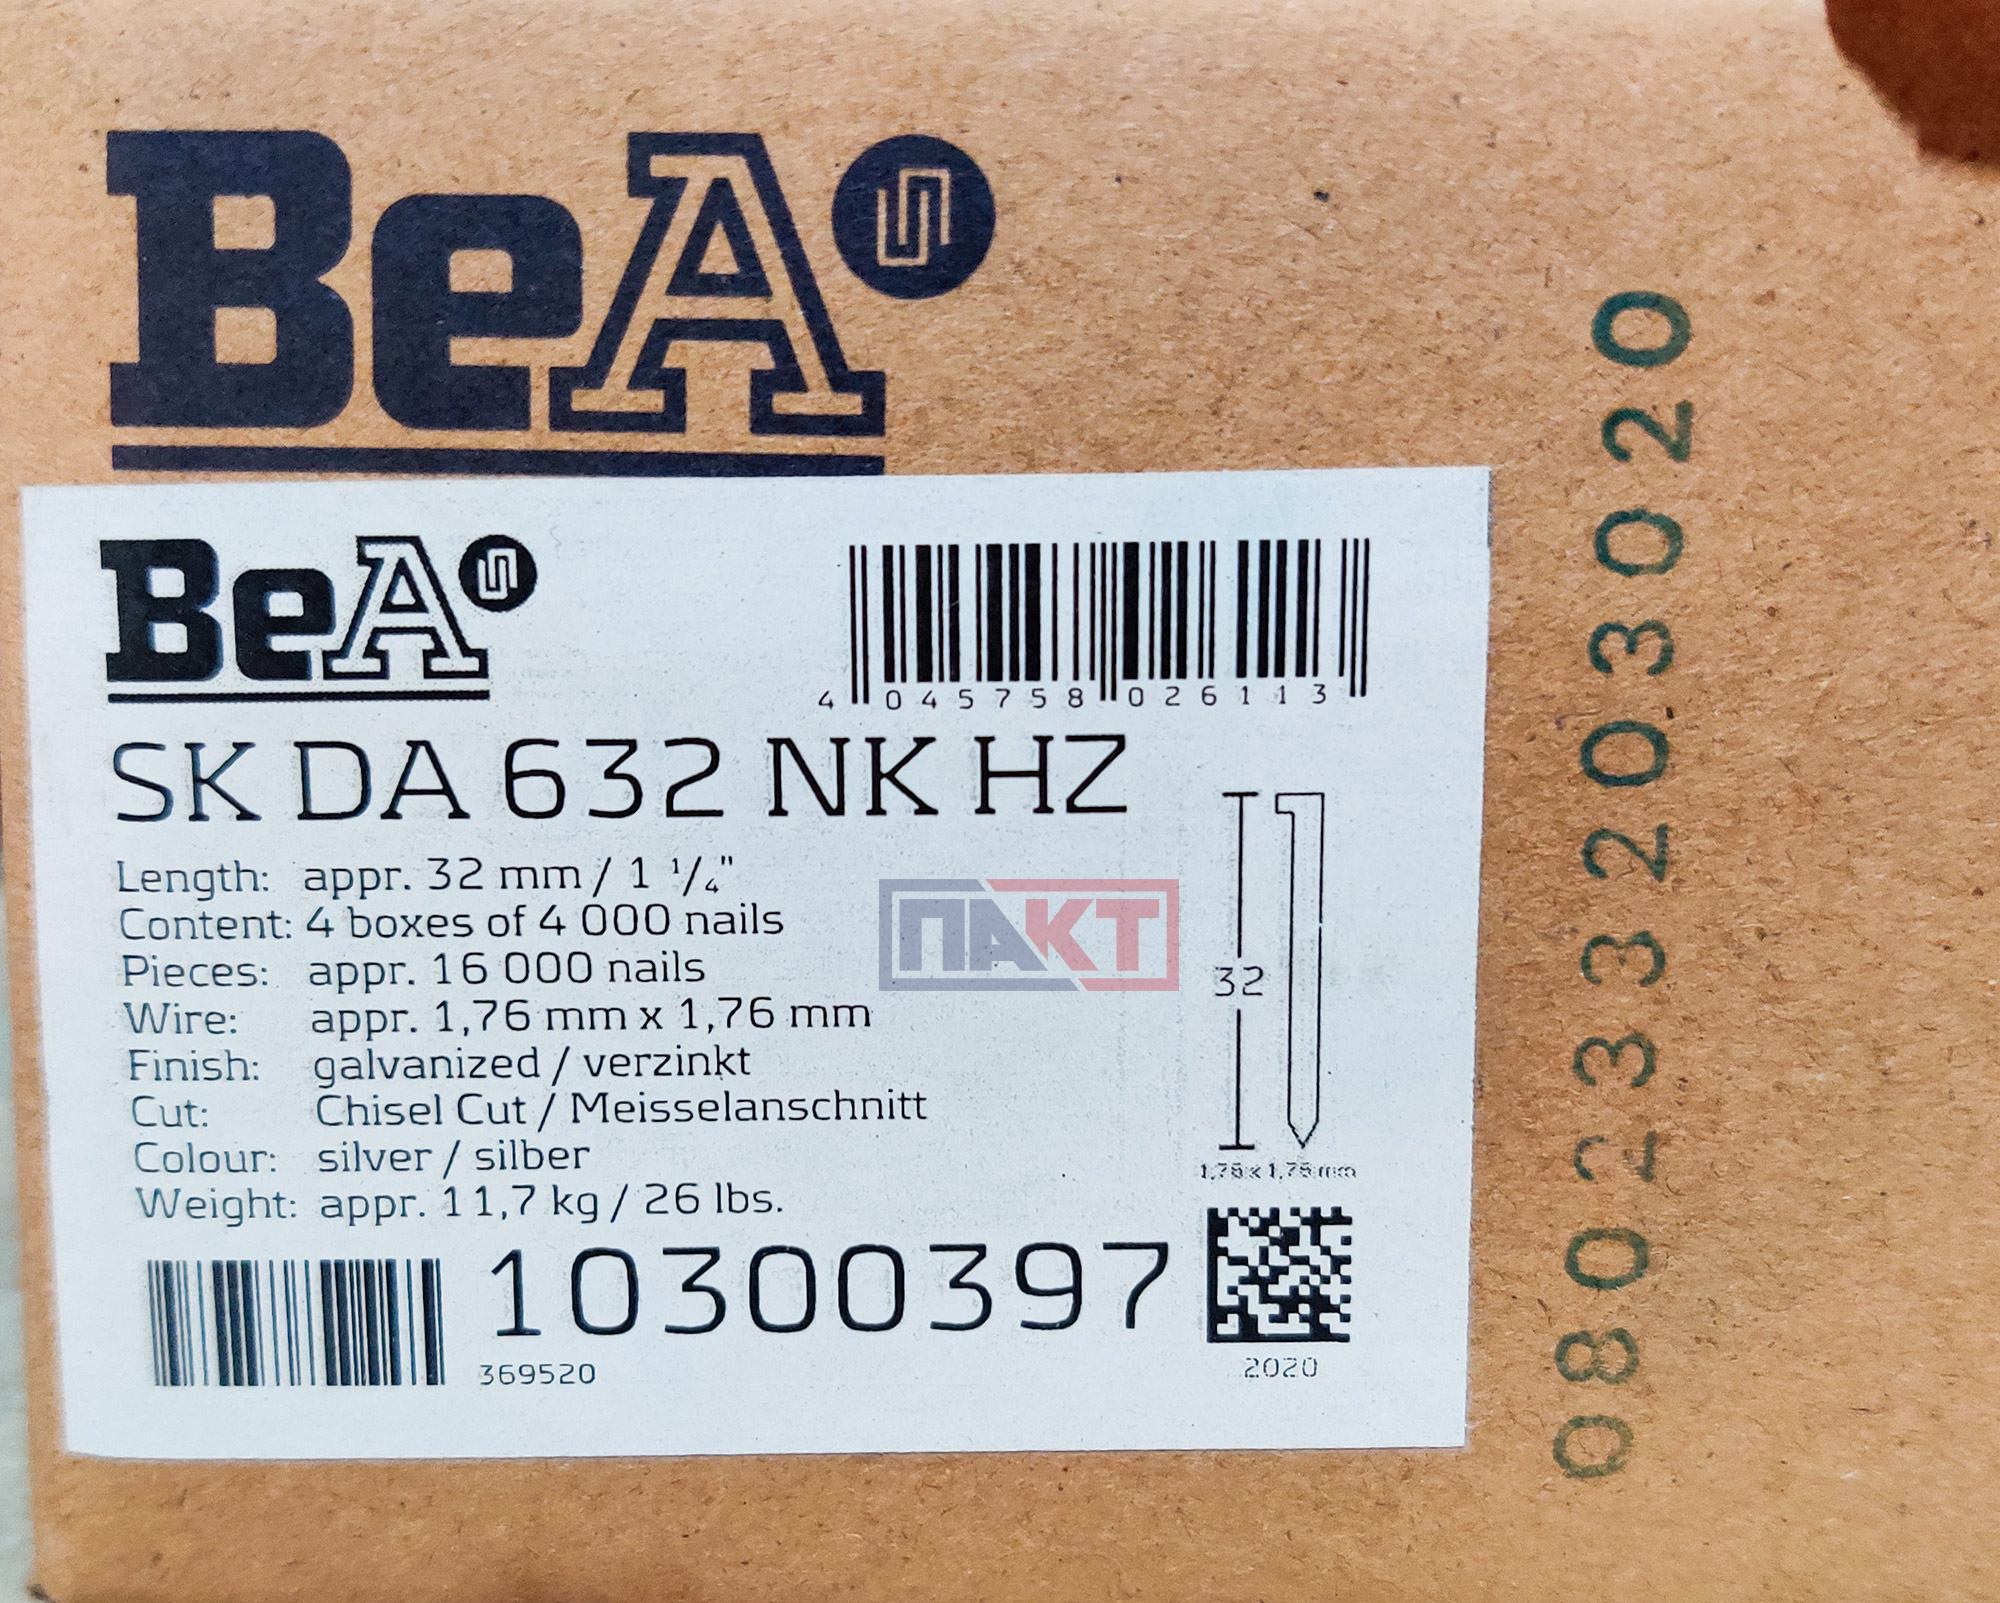 BeA
BeA
4 045758 026113
SK DA 632 NK HZ
Length: appr. 32 mm / 1 1/4"
Content: 4 boxes of 4 000 nails
Pieces: appr. 16 000 nails
Wire: appr. 1,76 mm x 1,76 mm
Finish: galvanized / verzinkt
Cut: Chisel Cut / Meisselanschnitt
Colour: silver / silber
Weight: appr. 11,7 kg / 26 lbs.
ПАКТ
32
1,76 x 1,76 mm
10300397
369520
2020
08023323020